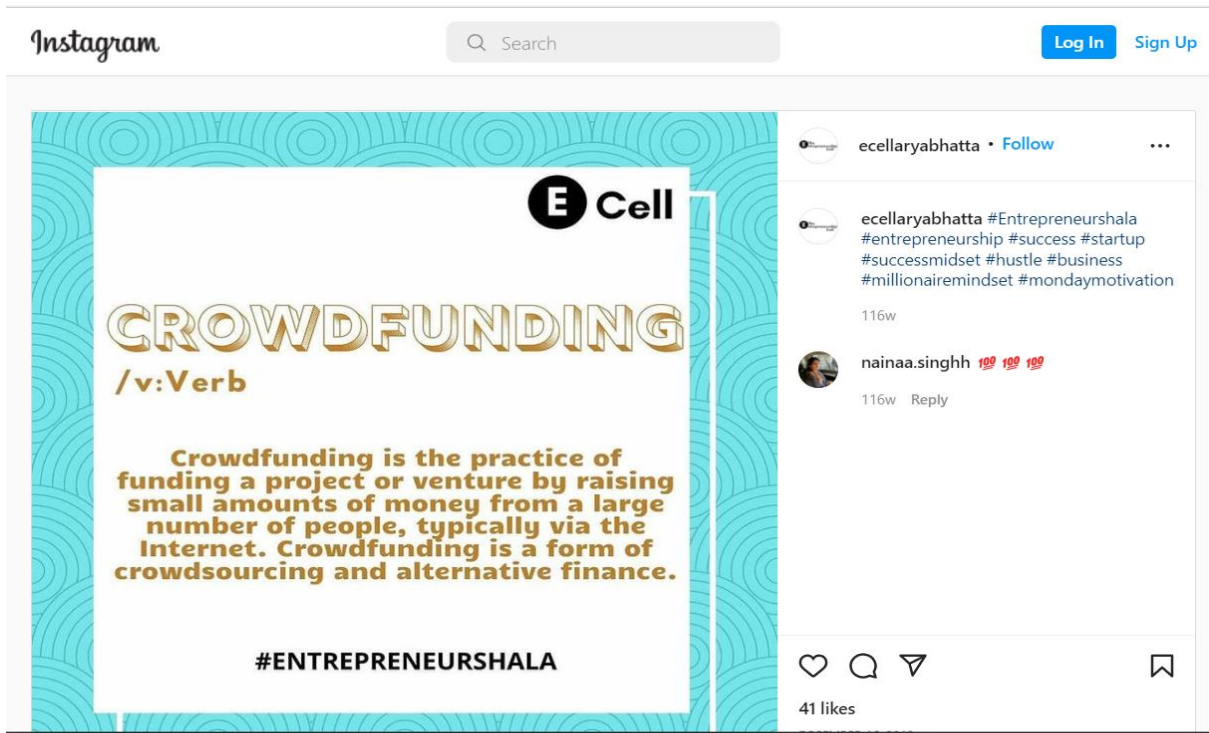 Instagram
Search
Log In
Sign Up
E Cell
CROWDFUNDING
/v:Verb
Crowdfunding is the practice of
funding a project or venture by raising
small amounts of money from a large
number of people, typically via the
Internet. Crowdfunding is a form of
crowdsourcing and alternative finance.
#ENTREPRENEURSHALA
ecellaryabhatta • Follow
ecellaryabhatta #Entrepreneurshala
#entrepreneurship #success #startup
#successmidset #hustle #business
#millionairemindset #mondaymotivation
116w
nainaa.singhh 💯 💯 💯
116w Reply
41 likes